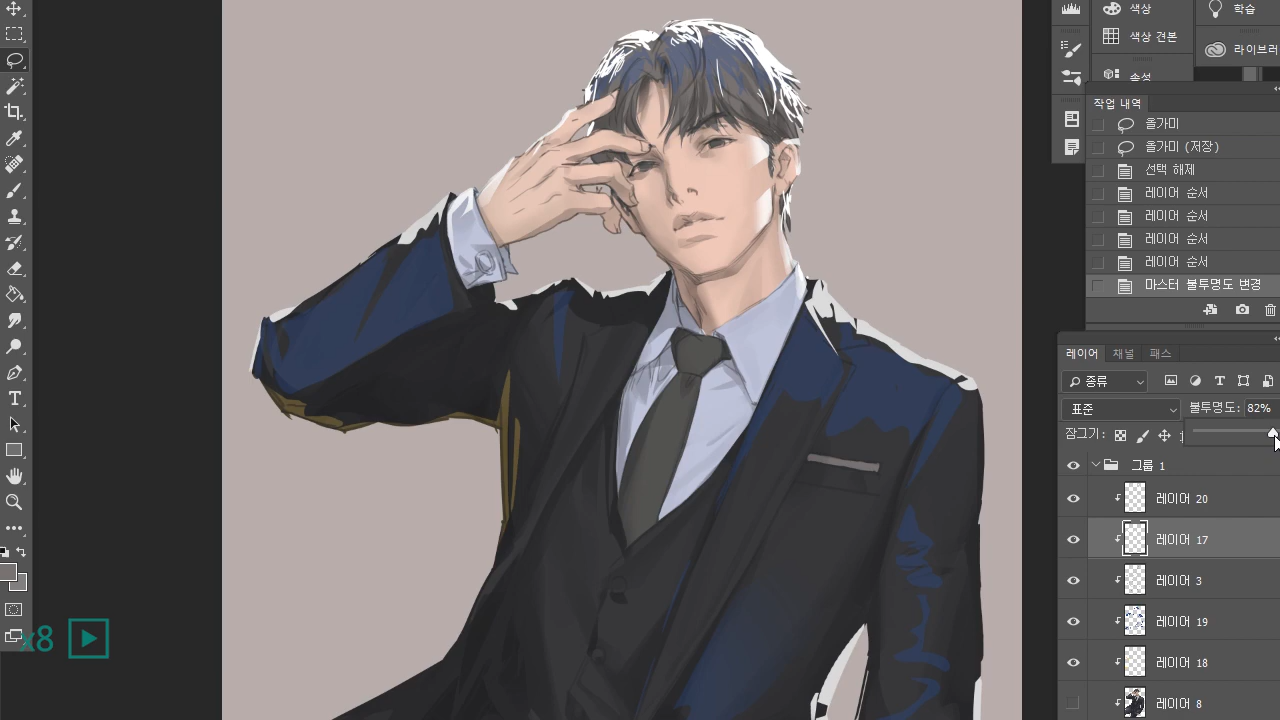 색상
학습
색상 견본
라이브러
속성
작업 내역
올가미
올가미 (저장)
선택 해제
레이어 순서
레이어 순서
레이어 순서
레이어 순서
마스터 불투명도 변경
레이어 채널 패스
종류
표준 불투명도: 82%
잠그기:
그룹 1
레이어 20
레이어 17
레이어 3
레이어 19
레이어 18
레이어 8
x8